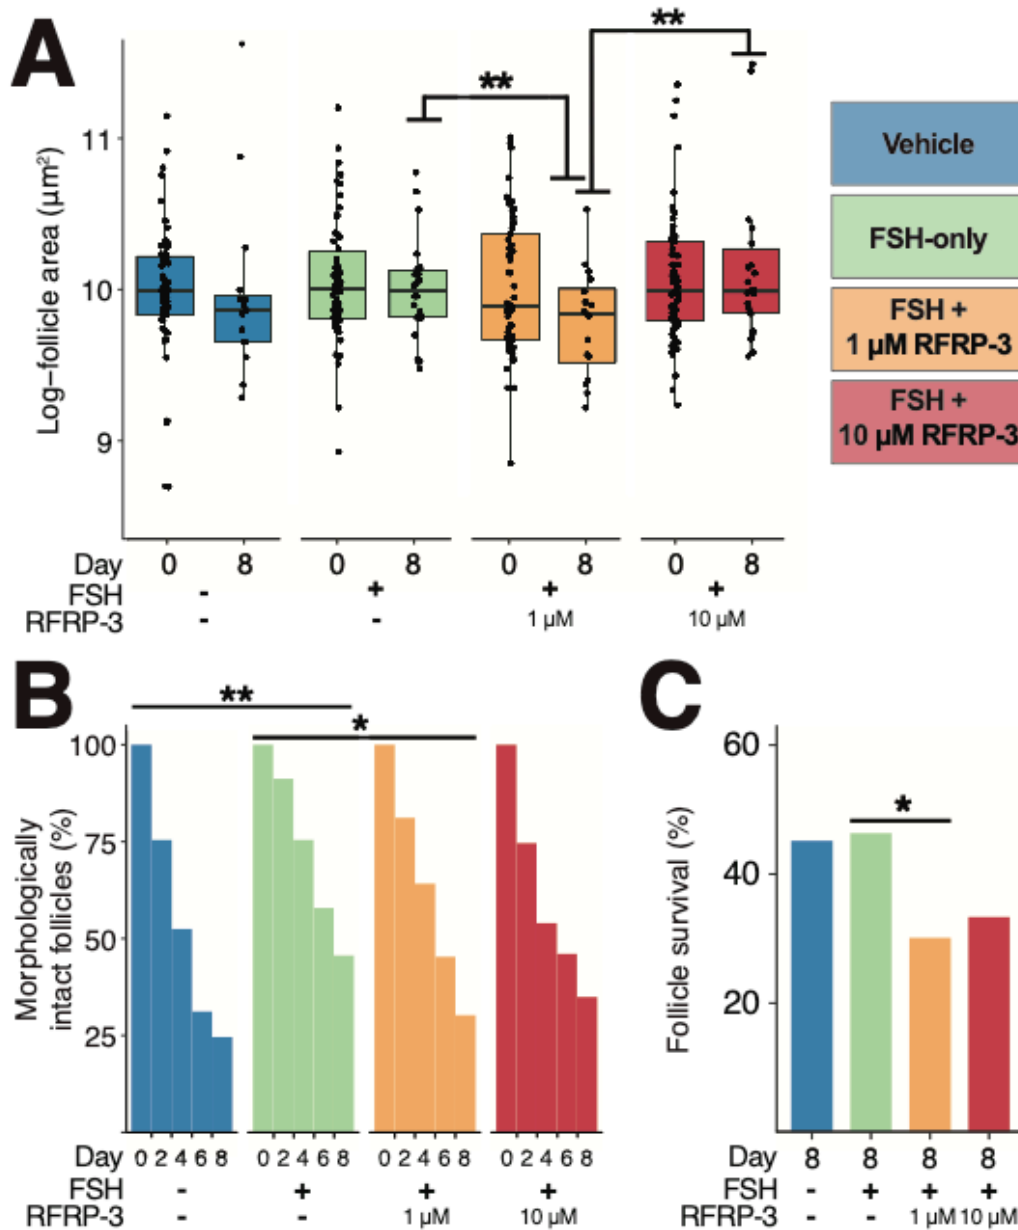 A
**
**
Log–follicle area (µm²)
11
10
9
Day 0 8 0 8 0 8 0 8
FSH - + + +
RFRP-3 - - 1 µM 10 µM
Vehicle
FSH-only
FSH +
1 µM RFRP-3
FSH +
10 µM RFRP-3
B
**
*
Morphologically
intact follicles (%)
100
75
50
25
Day 0 2 4 6 8 0 2 4 6 8 0 2 4 6 8 0 2 4 6 8
FSH - + + +
RFRP-3 - - 1 µM 10 µM
C
*
Follicle survival (%)
60
40
20
Day 8 8 8 8
FSH - + + +
RFRP-3 - - 1 µM 10 µM